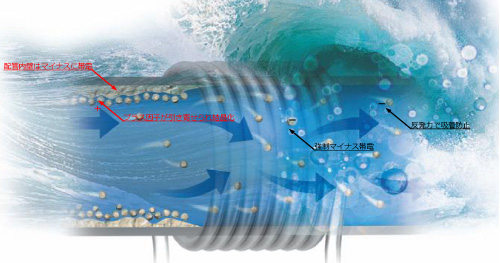 配管内壁はマイナスに帯電
プラス因子が引き寄せられ結晶化
強制マイナス帯電
反発力で吸着防止